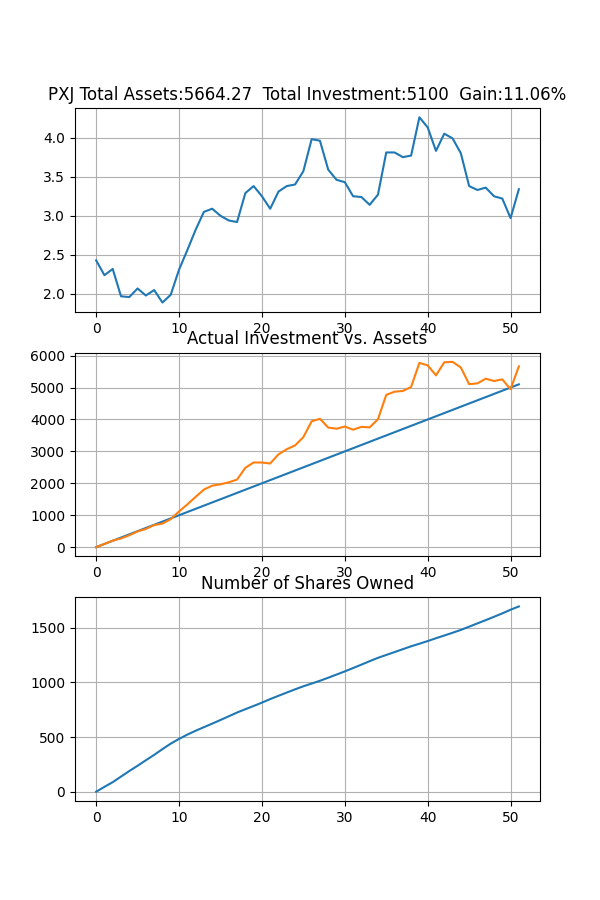 PXJ Total Assets:5664.27  Total Investment:5100  Gain:11.06%
4.0
3.5
3.0
2.5
2.0
0 10 20 30 40 50
Actual Investment vs. Assets
6000
5000
4000
3000
2000
1000
0
0 10 20 30 40 50
Number of Shares Owned
1500
1000
500
0
0 10 20 30 40 50